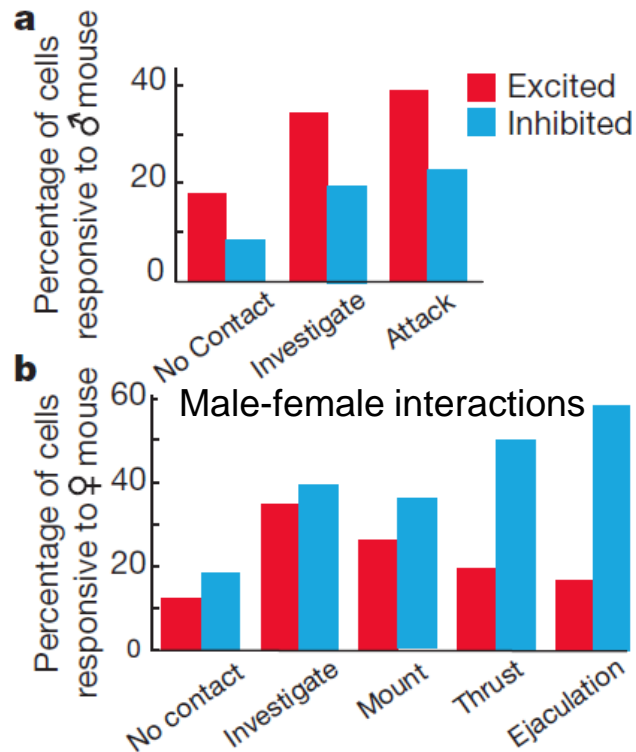 a
Percentage of cells
responsive to ♂ mouse
40
20
0
Excited
Inhibited
No Contact
Investigate
Attack
b
Male-female interactions
Percentage of cells
responsive to ♀ mouse
60
40
20
0
No contact
Investigate
Mount
Thrust
Ejaculation